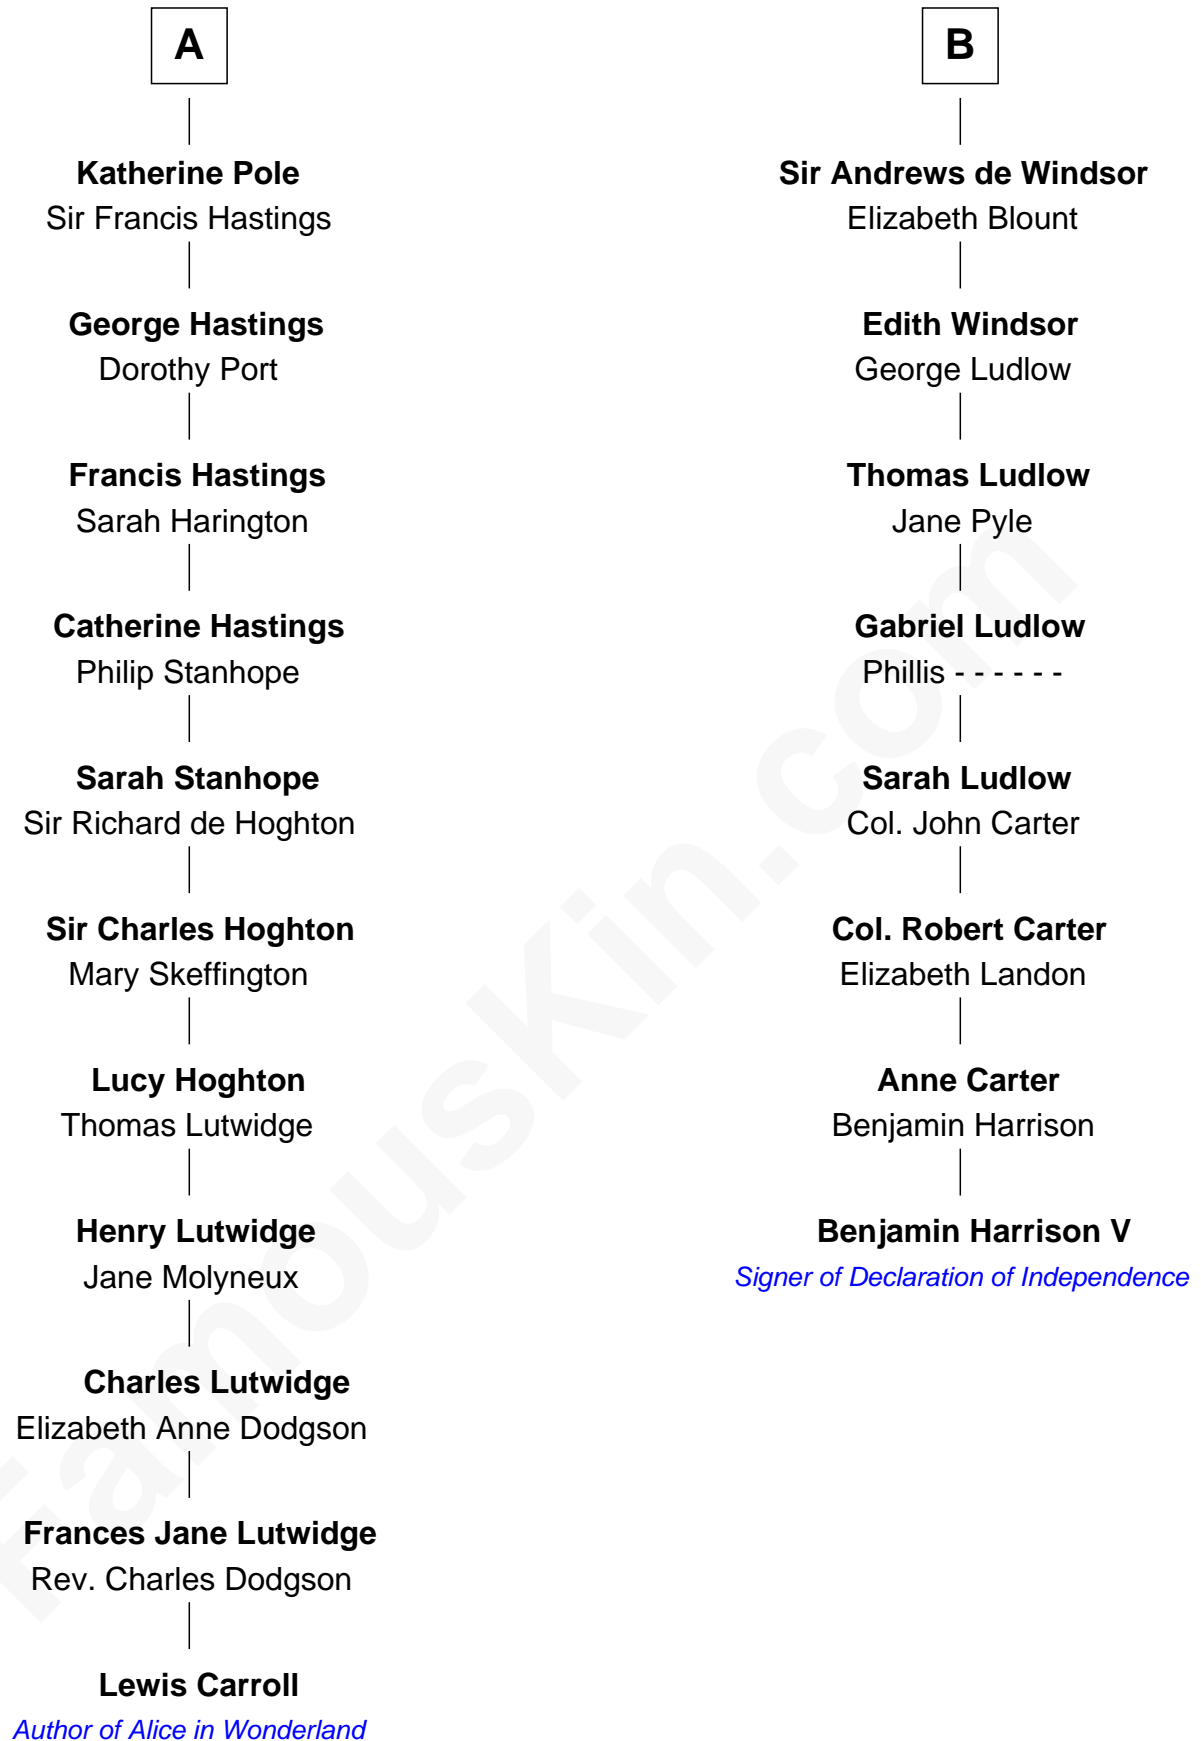 A
Katherine Pole
Sir Francis Hastings
George Hastings
Dorothy Port
Francis Hastings
Sarah Harington
Catherine Hastings
Philip Stanhope
Sarah Stanhope
Sir Richard de Hoghton
Sir Charles Hoghton
Mary Skeffington
Lucy Hoghton
Thomas Lutwidge
Henry Lutwidge
Jane Molyneux
Charles Lutwidge
Elizabeth Anne Dodgson
Frances Jane Lutwidge
Rev. Charles Dodgson
Lewis Carroll
Author of Alice in Wonderland
B
Sir Andrews de Windsor
Elizabeth Blount
Edith Windsor
George Ludlow
Thomas Ludlow
Jane Pyle
Gabriel Ludlow
Phillis - - - - - -
Sarah Ludlow
Col. John Carter
Col. Robert Carter
Elizabeth Landon
Anne Carter
Benjamin Harrison
Benjamin Harrison V
Signer of Declaration of Independence
FamousKin.com